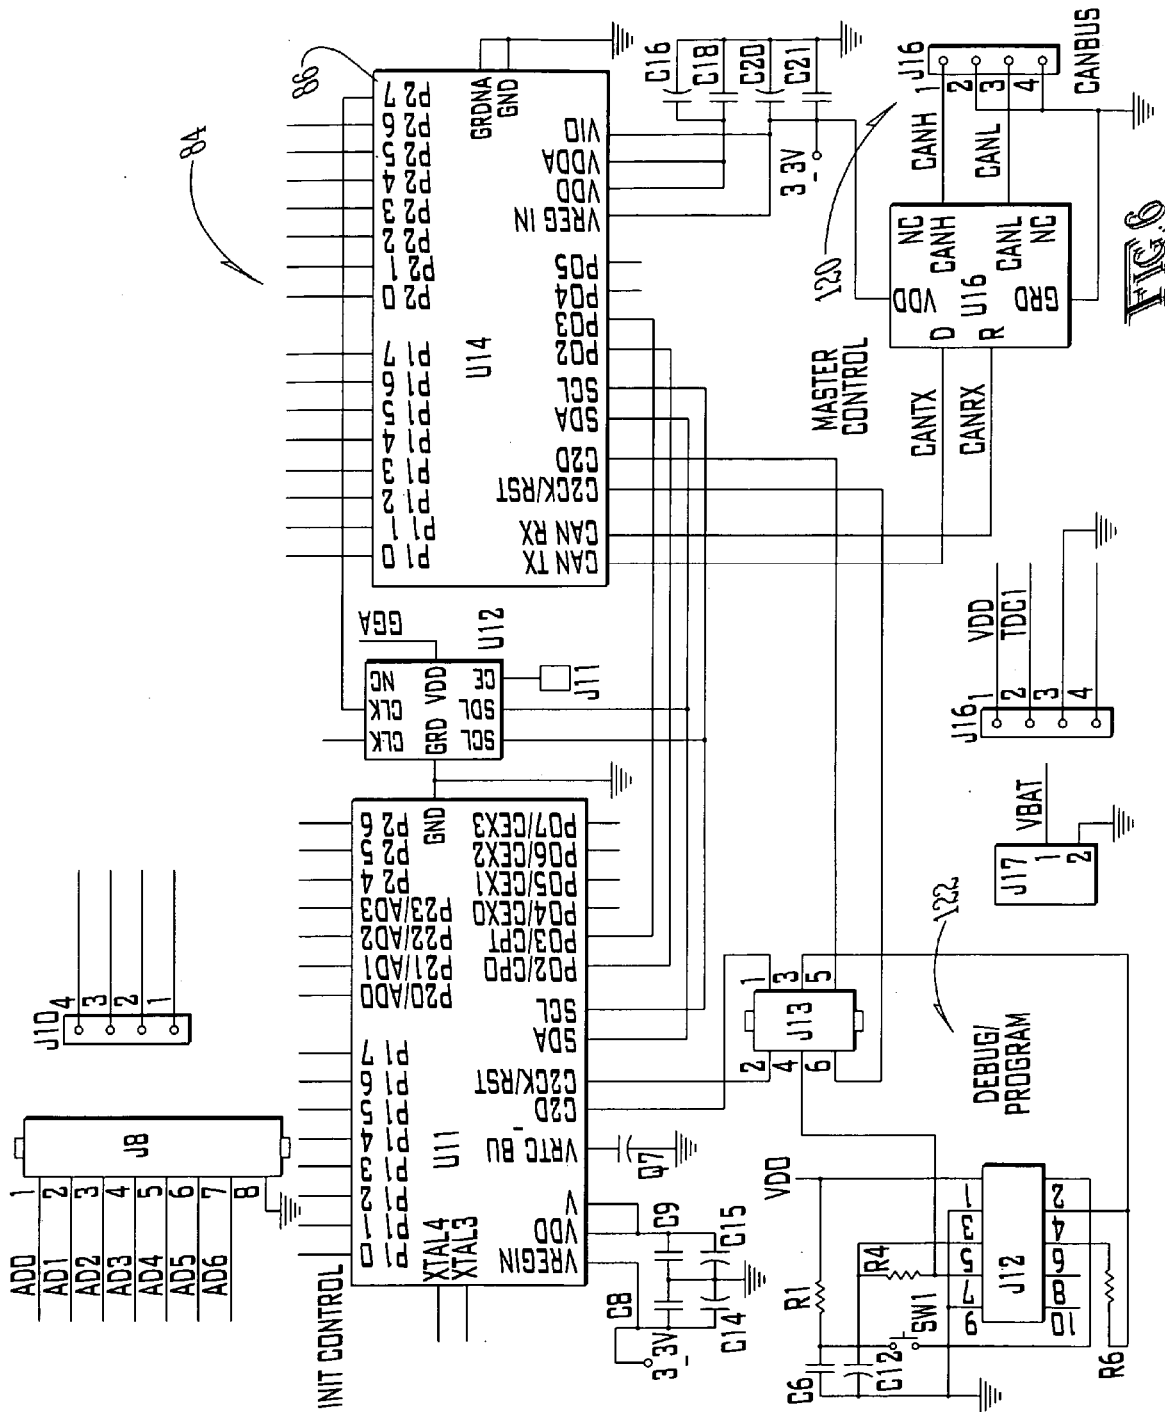 84
86
J10
4
3
2
1
J8
1
2
3
4
5
6
7
8
AD0
AD1
AD2
AD3
AD4
AD5
AD6
INIT CONTROL
P1 0
P1 1
P1 2
P1 3
P1 4
P1 5
P1 6
P1 7
P20/AD0
P21/AD1
P22/AD2
P23/AD3
P2 4
P2 5
P2 6
XTAL4
XTAL3
U11
GND
VREGIN
VDD
V
VRTC_BU
C2D
C2CK/RST
SDA
SCL
P02/CP0
P03/CPT
P04/CEX0
P05/CEX1
P06/CEX2
P07/CEX3
CLK
CLK
NC
GRD
VDD
SCL
SDL
CE
GGA
U12
J11
P1 0
P1 1
P1 2
P1 3
P1 4
P1 5
P1 6
P1 7
P2 0
P2 1
P2 2
P2 3
P2 4
P2 5
P2 6
P2 7
U14
GRDNA
GND
CAN TX
CAN RX
C2CK/RST
C2D
SDA
SCL
P02
P03
P04
P05
VREG IN
VDD
VDDA
VIO
C16
C18
C20
C21
3_3V
C8
C9
C14
C15
3_3V
Q7
J13
1
3
5
2
4
6
MASTER
CONTROL
120
CANTX
CANRX
D
R
VDD
U16
GRD
NC
CANH
CANL
NC
CANH
CANL
J16
1
2
3
4
CANBUS
J16
1
2
3
4
VDD
TDC1
J17
1
2
VBAT
122
DEBUG/
PROGRAM
VDD
R1
R4
C6
C12
SW1
J12
1
3
5
7
9
2
4
6
8
10
R6
FIG. 6